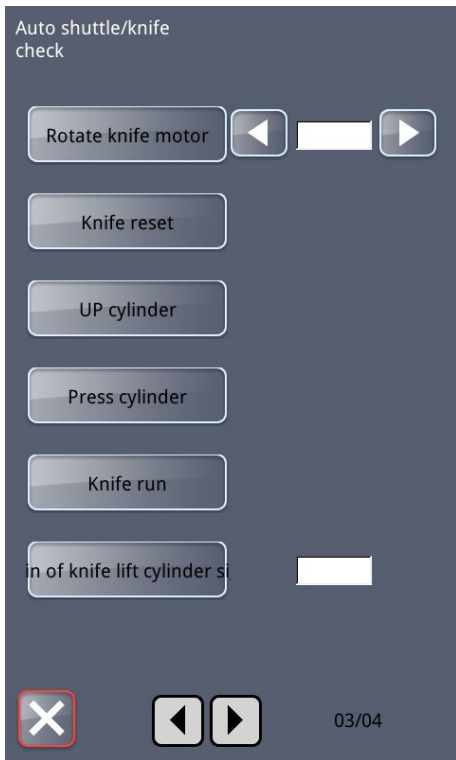 Auto shuttle/knife
check
Rotate knife motor
Knife reset
UP cylinder
Press cylinder
Knife run
in of knife lift cylinder si
03/04